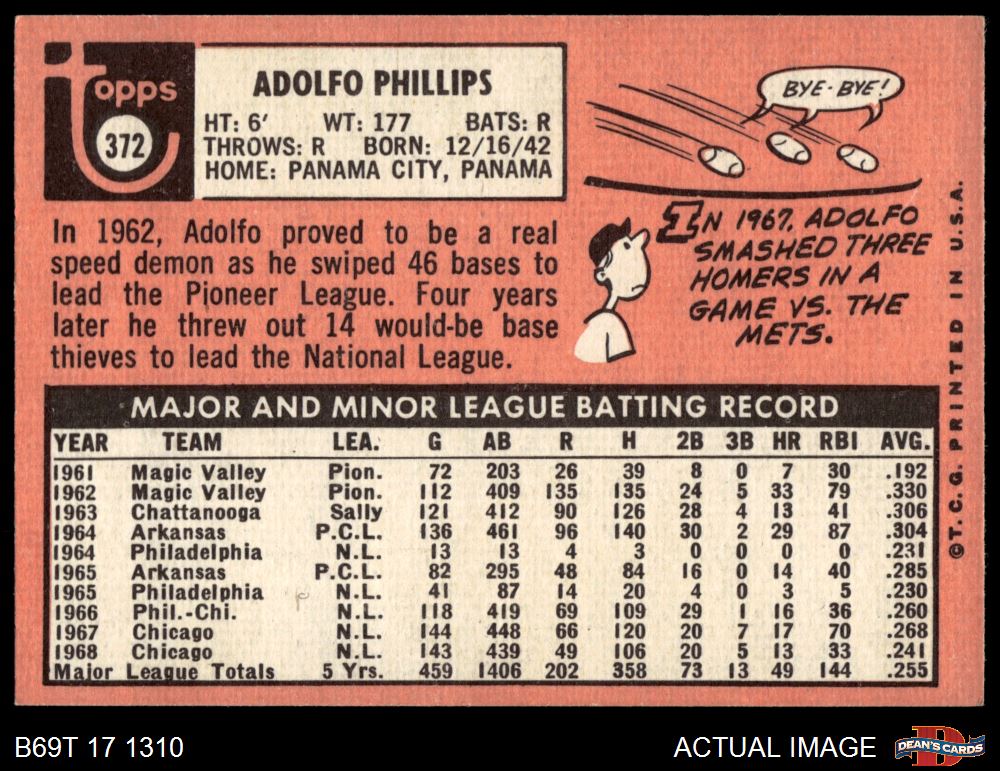 topps
372
ADOLFO PHILLIPS
HT: 6' WT: 177 BATS: R
THROWS: R BORN: 12/16/42
HOME: PANAMA CITY, PANAMA
BYE-BYE!
In 1962, Adolfo proved to be a real
speed demon as he swiped 46 bases to
lead the Pioneer League. Four years
later he threw out 14 would-be base
thieves to lead the National League.
IN 1967, ADOLFO
SMASHED THREE
HOMERS IN A
GAME VS. THE
METS.
©T.C.G. PRINTED IN U.S.A.
MAJOR AND MINOR LEAGUE BATTING RECORD
YEAR TEAM LEA. G AB R H 2B 3B HR RBI AVG.
1961 Magic Valley Pion. 72 203 26 39 8 0 7 30 .192
1962 Magic Valley Pion. 112 409 135 135 24 5 33 79 .330
1963 Chattanooga Sally 121 412 90 126 28 4 13 41 .306
1964 Arkansas P.C.L. 136 461 96 140 30 2 29 87 .304
1964 Philadelphia N.L. 13 13 4 3 0 0 0 0 .231
1965 Arkansas P.C.L. 82 295 48 84 16 0 14 40 .285
1965 Philadelphia N.L. 41 87 14 20 4 0 3 5 .230
1966 Phil.-Chi. N.L. 118 419 69 109 29 1 16 36 .260
1967 Chicago N.L. 144 448 66 120 20 7 17 70 .268
1968 Chicago N.L. 143 439 49 106 20 5 13 33 .241
Major League Totals 5 Yrs. 459 1406 202 358 73 13 49 144 .255
B69T 17 1310
ACTUAL IMAGE
D
DEAN'S CARDS